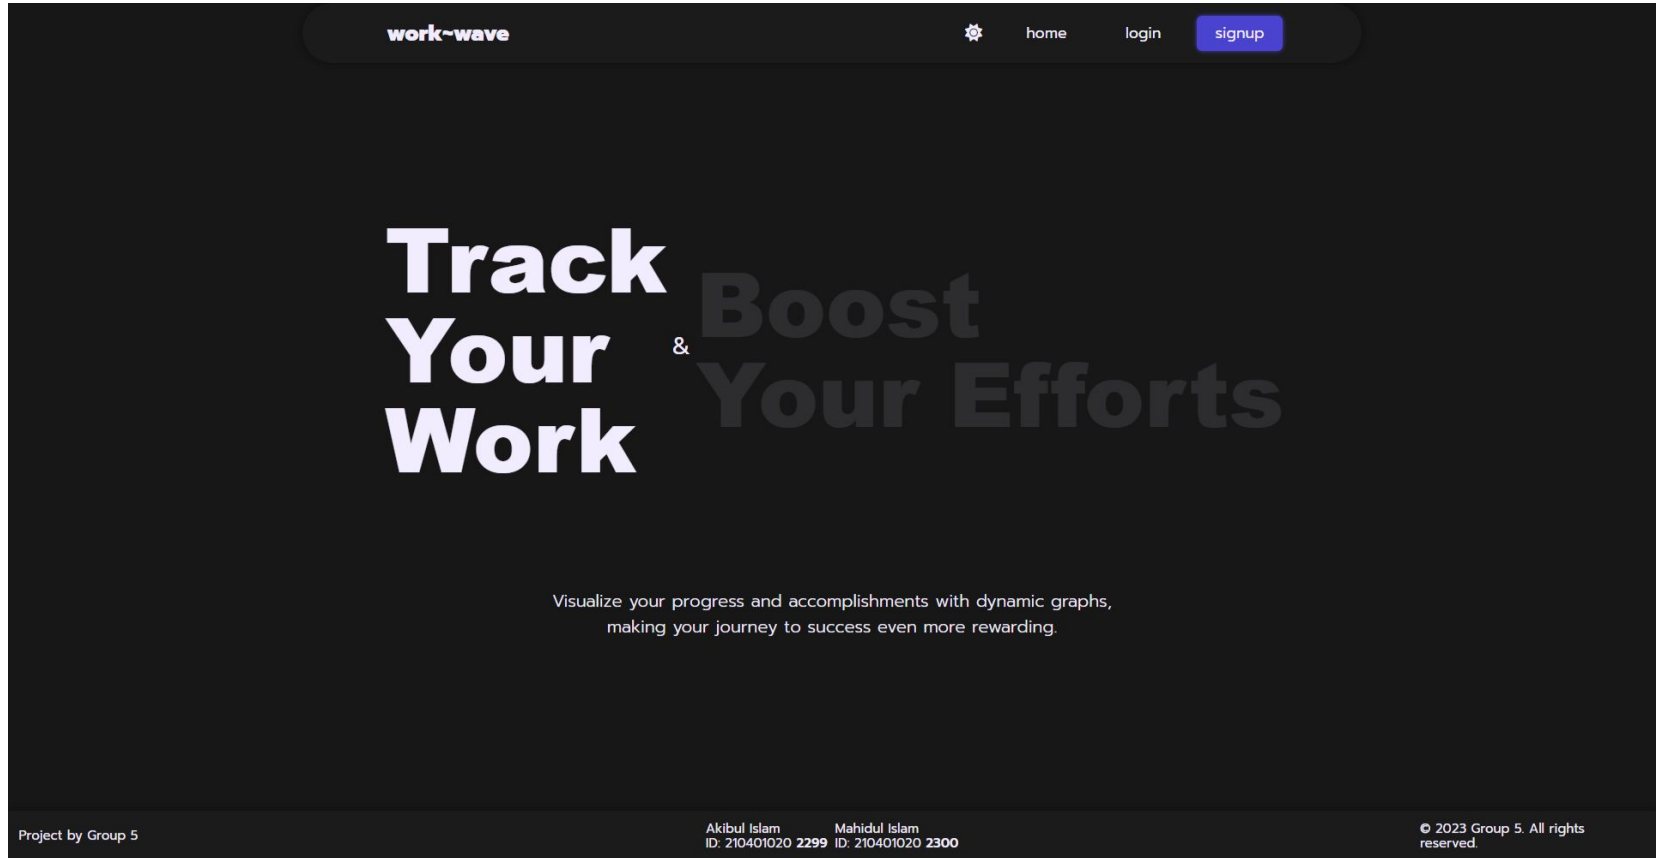 work~wave
home
login
signup
Track
Your
Work
&
Boost
Your Efforts
Visualize your progress and accomplishments with dynamic graphs,
making your journey to success even more rewarding.
Project by Group 5
Akibul Islam
ID: 210401020 2299
Mahidul Islam
ID: 210401020 2300
© 2023 Group 5. All rights
reserved.